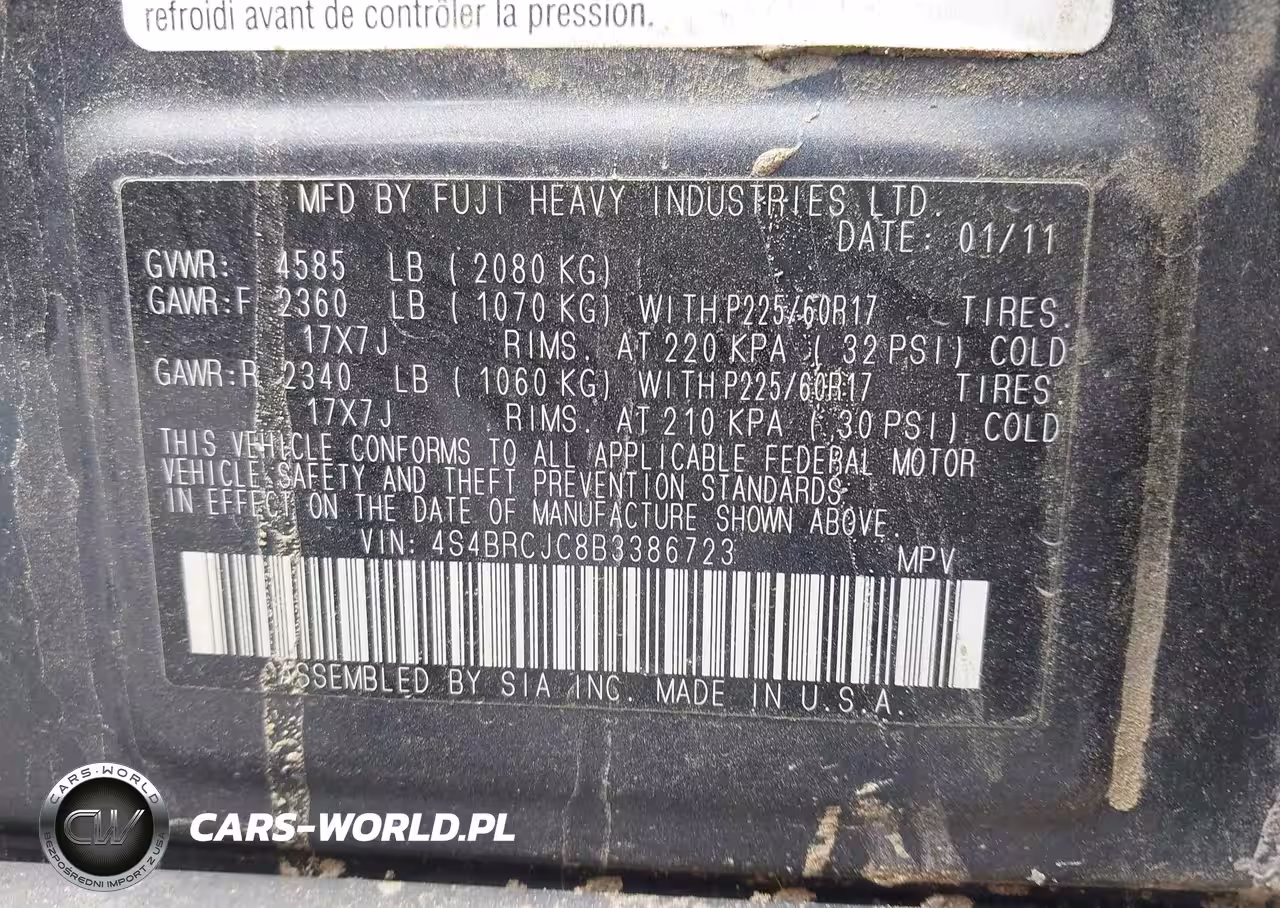 refroidi avant de contrôler la pression.
MFD BY FUJI HEAVY INDUSTRIES LTD.
DATE: 01/11
GVWR: 4585 LB ( 2080 KG)
GAWR:F 2360 LB ( 1070 KG) WITH P225/60R17 TIRES.
17X7J RIMS. AT 220 KPA ( 32 PSI) COLD
GAWR:R 2340 LB ( 1060 KG) WITH P225/60R17 TIRES.
17X7J RIMS. AT 210 KPA ( 30 PSI) COLD
THIS VEHICLE CONFORMS TO ALL APPLICABLE FEDERAL MOTOR
VEHICLE SAFETY AND THEFT PREVENTION STANDARDS
IN EFFECT ON THE DATE OF MANUFACTURE SHOWN ABOVE.
VIN: 4S4BRCJC8B3386723 MPV
ASSEMBLED BY SIA INC. MADE IN U.S.A.
CARS-WORLD
CW
BEZPOŚREDNI IMPORT Z USA
CARS-WORLD.PL